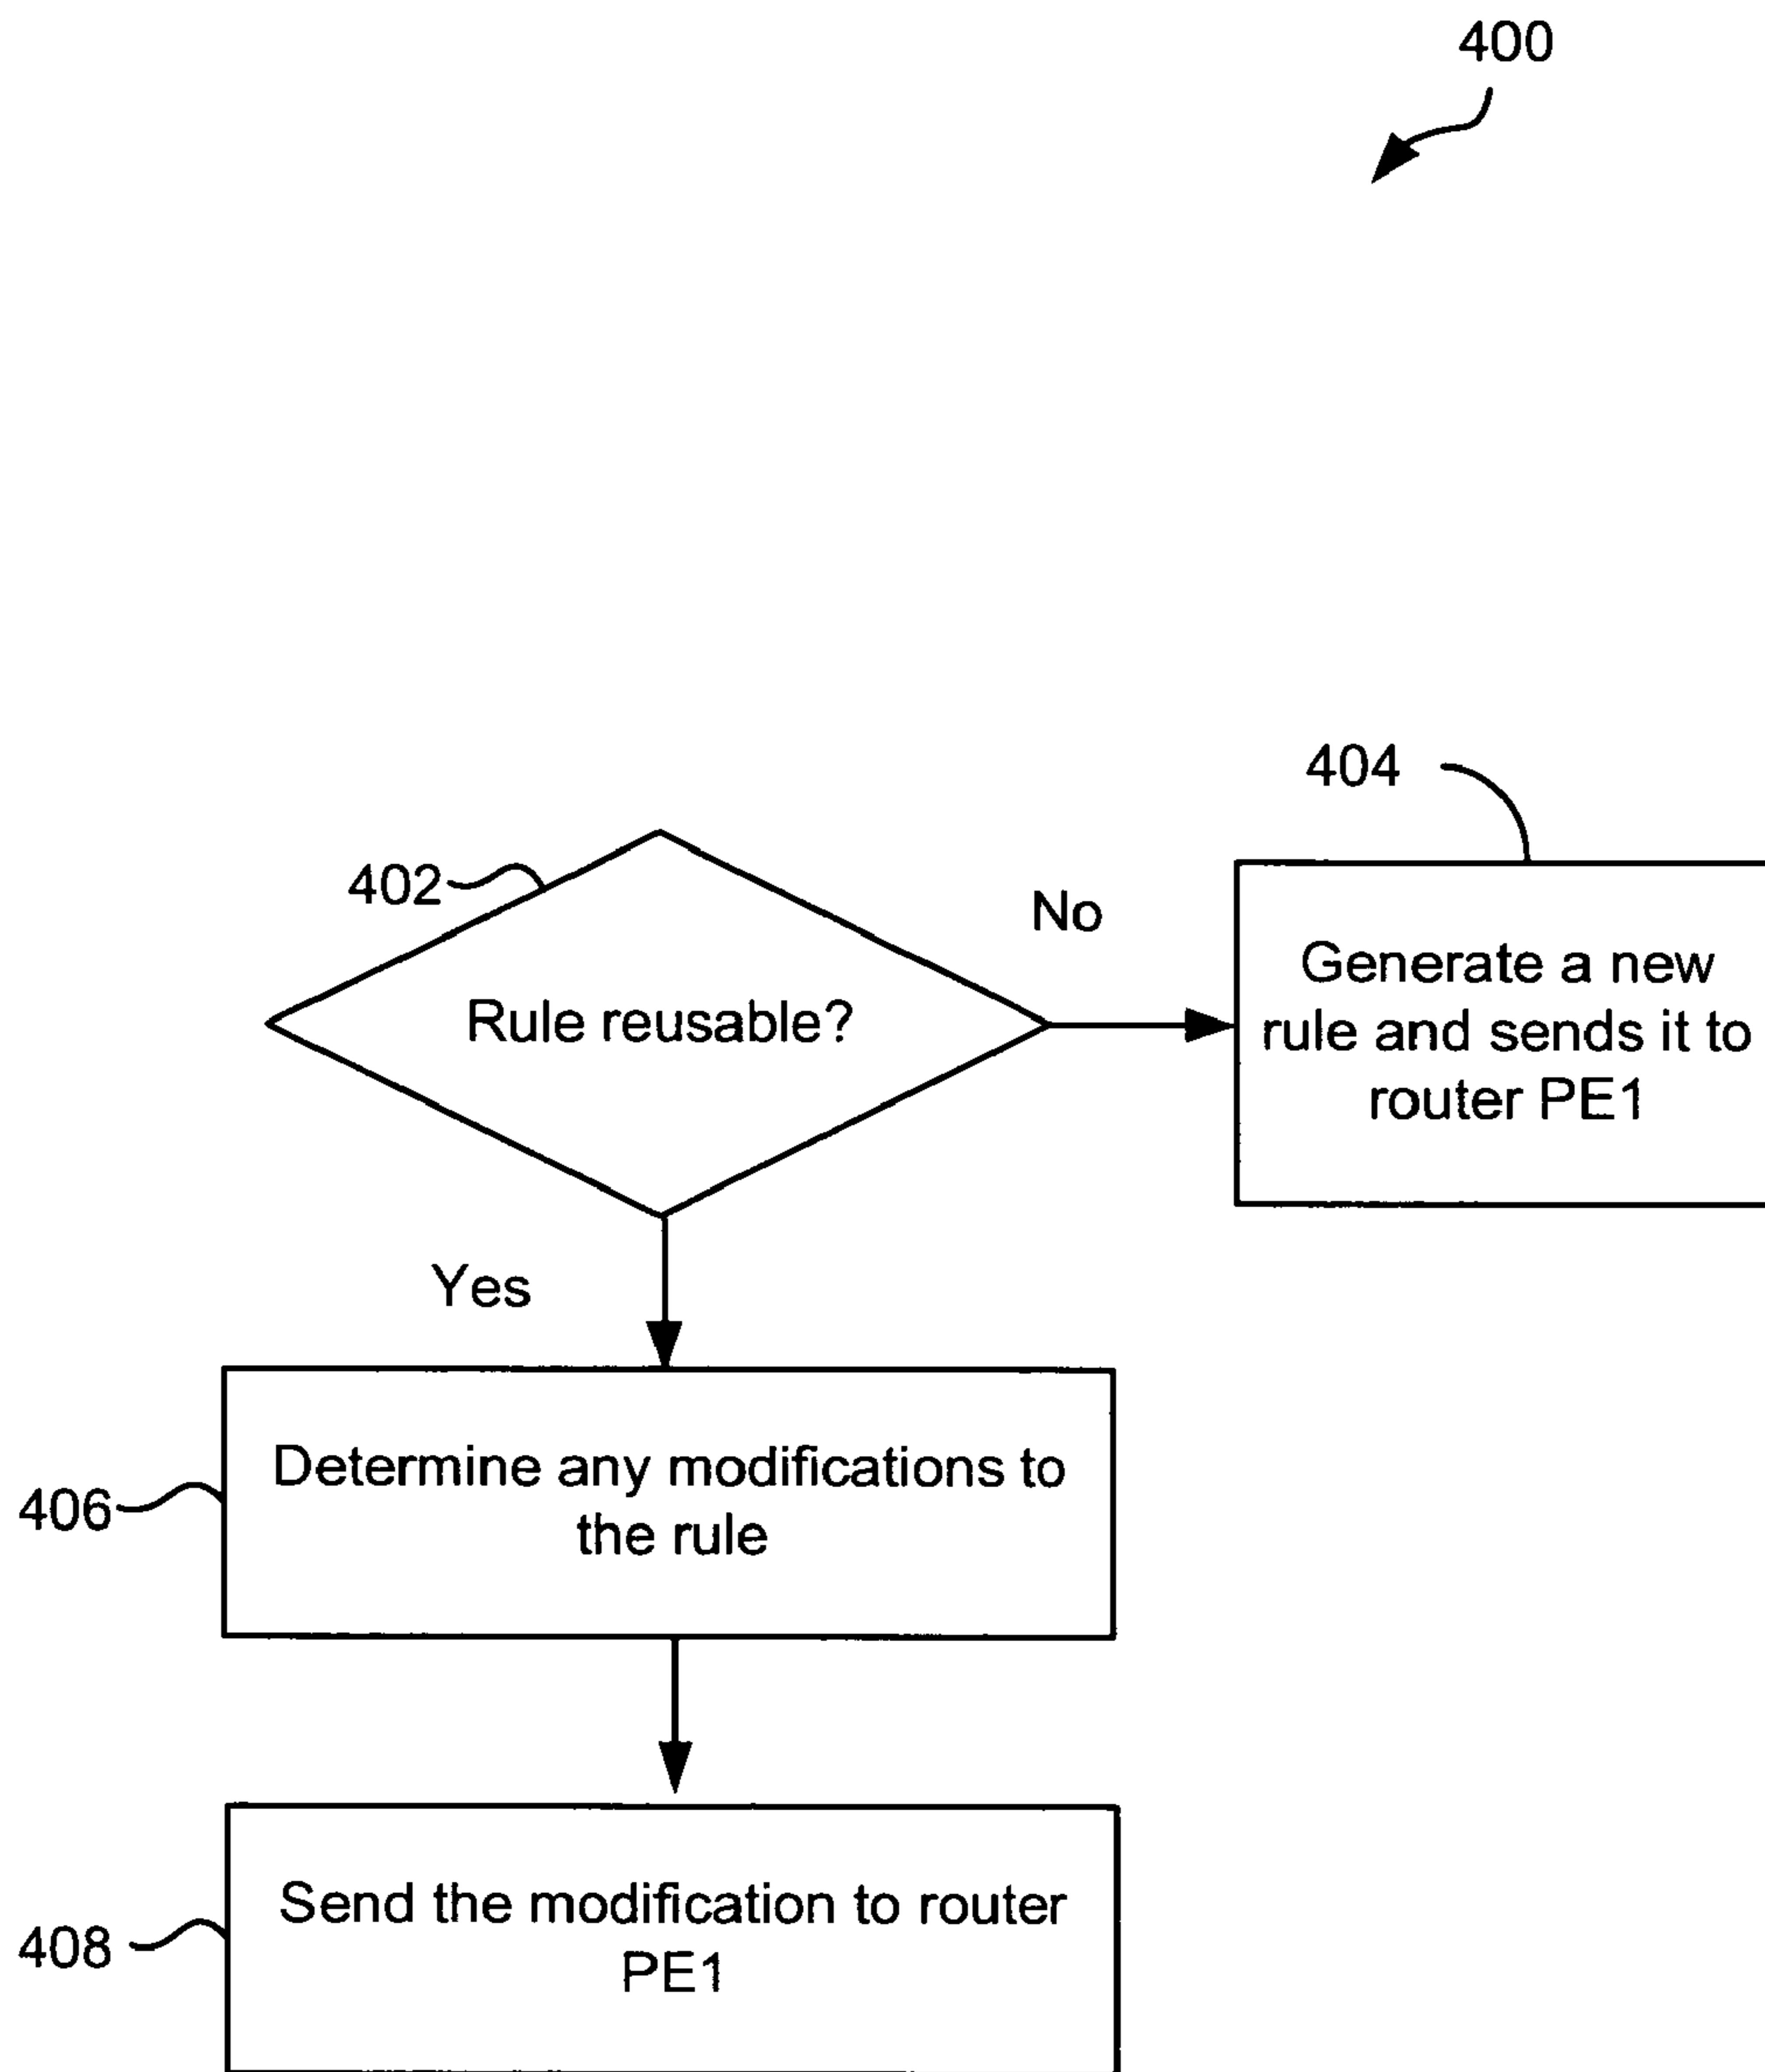 400
404
402
No
Generate a new
rule and sends it to
router PE1
Rule reusable?
Yes
Determine any modifications to
the rule
406
Send the modification to router
PE1
408